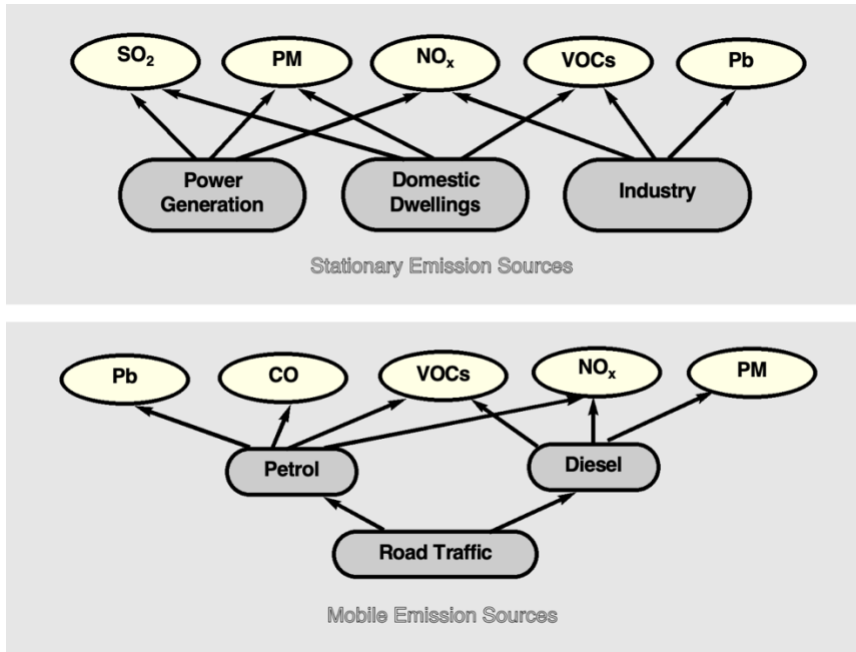 SO₂ PM NOₓ VOCs Pb
Power Generation
Domestic Dwellings
Industry
Stationary Emission Sources
Pb CO VOCs NOₓ PM
Petrol Diesel
Road Traffic
Mobile Emission Sources